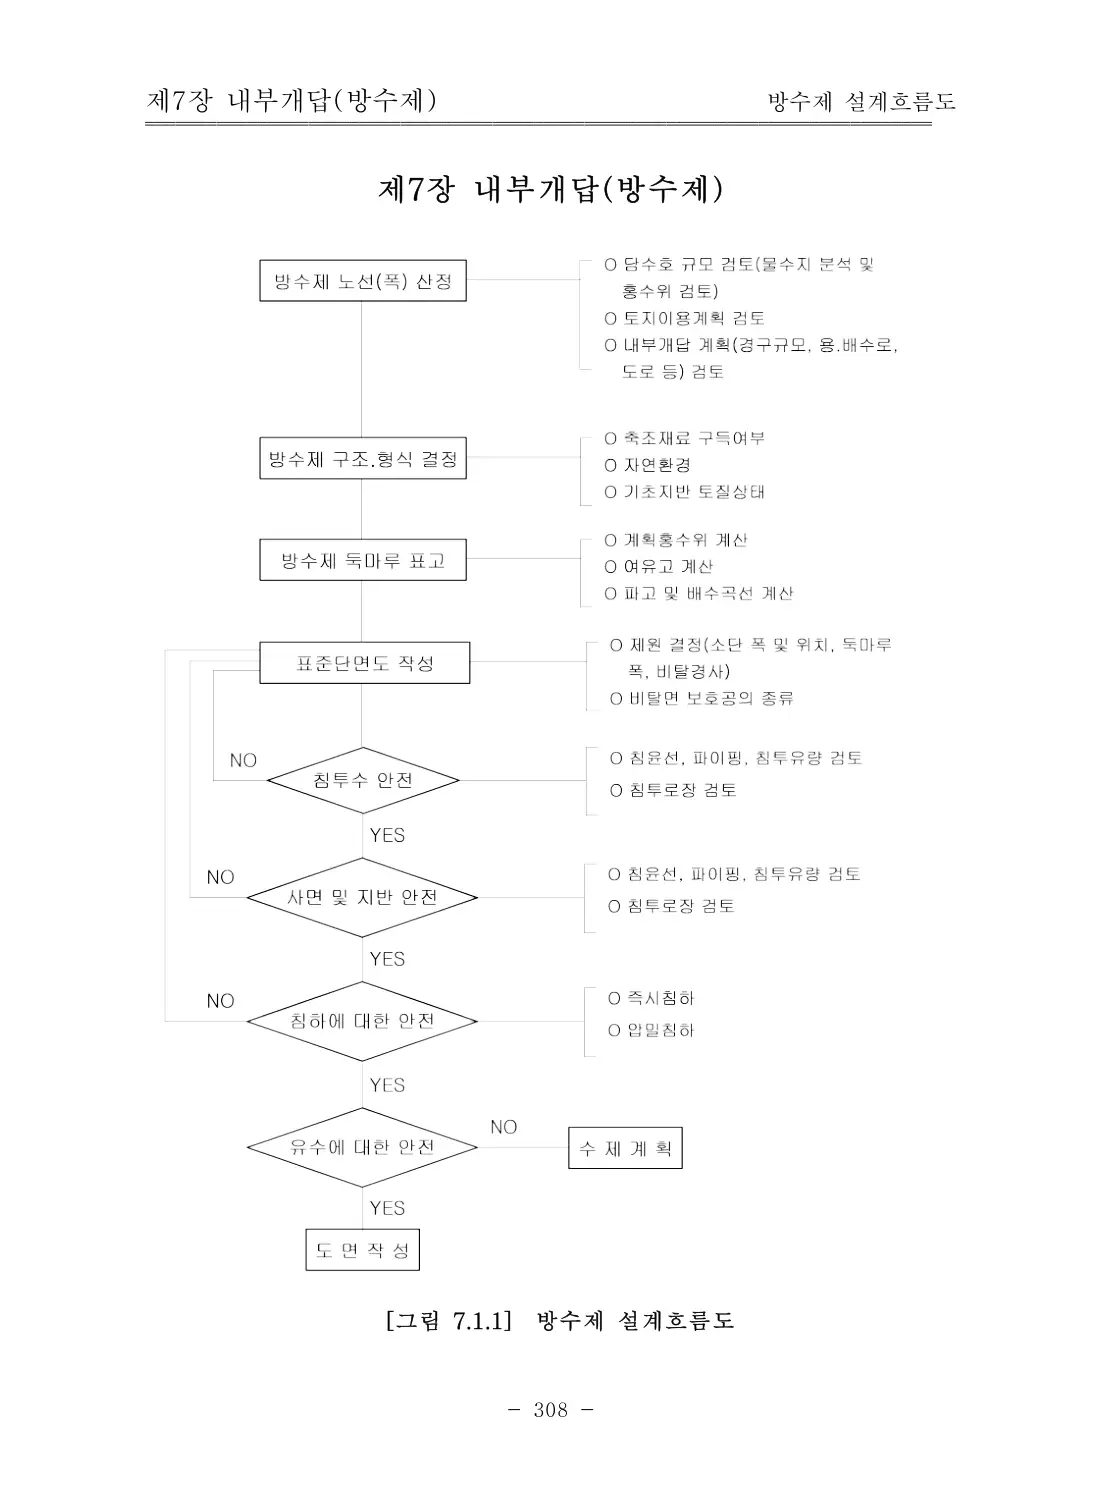 제7장 내부개답(방수제)
방수제 설계흐름도
제7장 내부개답(방수제)
방수제 노선(폭) 산정
O 담수호 규모 검토(물수지 분석 및
홍수위 검토)
O 토지이용계획 검토
O 내부개답 계획(경구규모, 용.배수로,
도로 등) 검토
방수제 구조.형식 결정
O 축조재료 구득여부
O 자연환경
O 기초지반 토질상태
방수제 둑마루 표고
O 계획홍수위 계산
O 여유고 계산
O 파고 및 배수곡선 계산
표준단면도 작성
O 제원 결정(소단 폭 및 위치, 둑마루
폭, 비탈경사)
O 비탈면 보호공의 종류
NO
침투수 안전
O 침윤선, 파이핑, 침투유량 검토
O 침투로장 검토
YES
NO
사면 및 지반 안전
O 침윤선, 파이핑, 침투유량 검토
O 침투로장 검토
YES
NO
침하에 대한 안전
O 즉시침하
O 압밀침하
YES
유수에 대한 안전
NO
수 제 계 획
YES
도 면 작 성
[그림 7.1.1] 방수제 설계흐름도
- 308 -